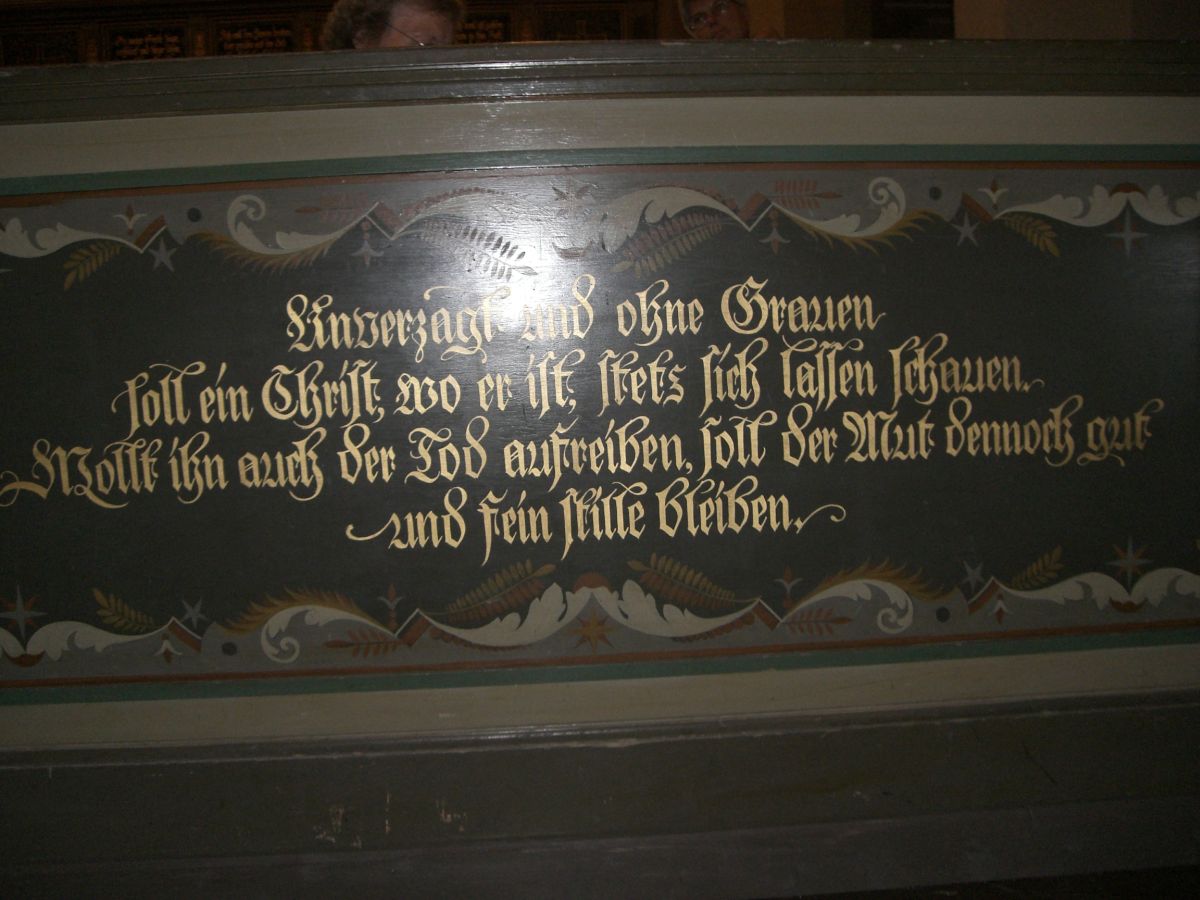 Unverzagt und ohne Grauen
soll ein Christ, wo er ist, stets sich lassen schauen.
Wollt ihn auch der Tod aufreiben, soll der Mut dennoch gut
und fein stille bleiben.